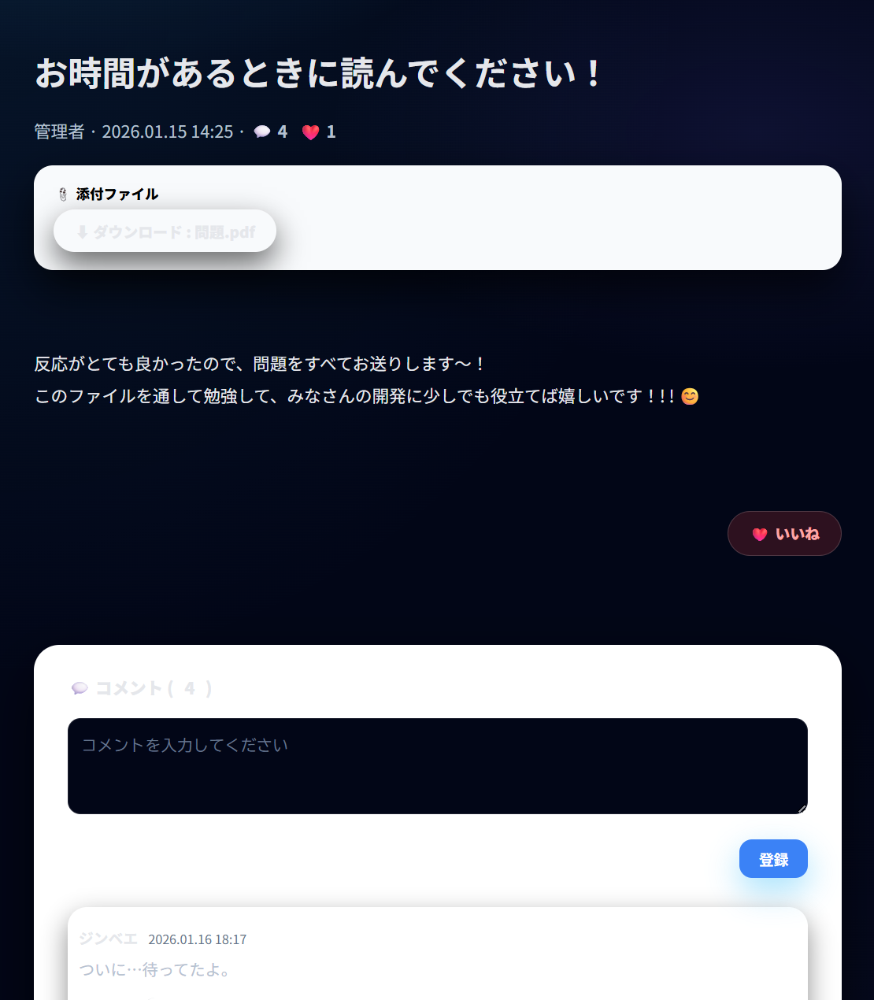 お時間があるときに読んでください！
管理者 · 2026.01.15 14:25 · 💬 4 ❤️ 1
📎 添付ファイル
⬇ ダウンロード : 問題.pdf
反応がとても良かったので、問題をすべてお送りします～！
このファイルを通して勉強して、みなさんの開発に少しでも役立てば嬉しいです！!! 😊
❤️ いいね
💬 コメント ( 4 )
コメントを入力してください
登録
ジンベエ 2026.01.16 18:17
ついに…待ってたよ。